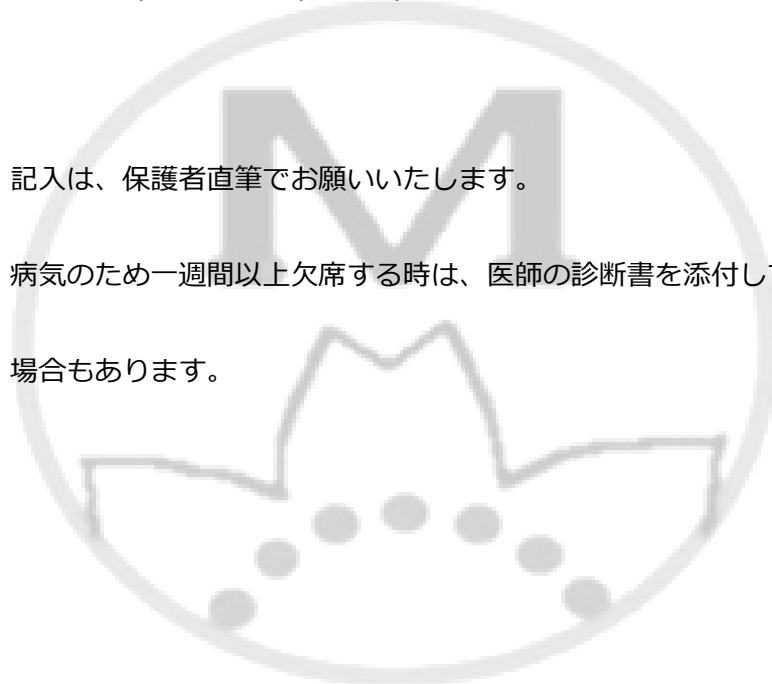 M
記入は、保護者直筆でお願いいたします。
病気のため一週間以上欠席する時は、医師の診断書を添付し
場合もあります。